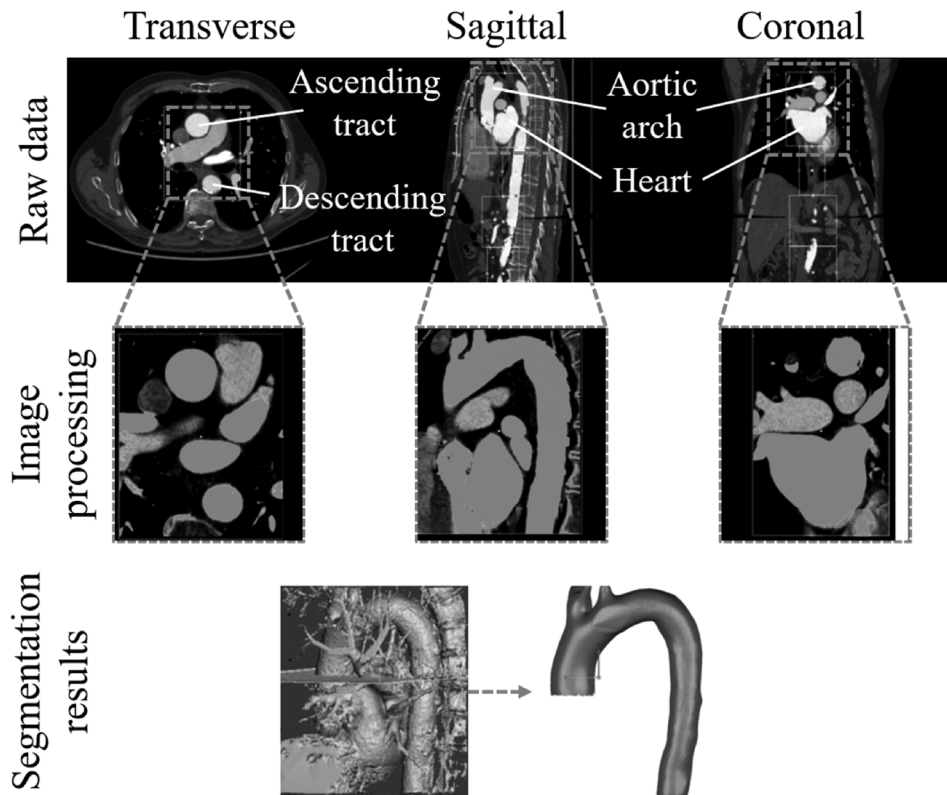 Transverse
Sagittal
Coronal
Raw data
Ascending
tract
Descending
tract
Aortic
arch
Heart
Image
processing
Segmentation
results